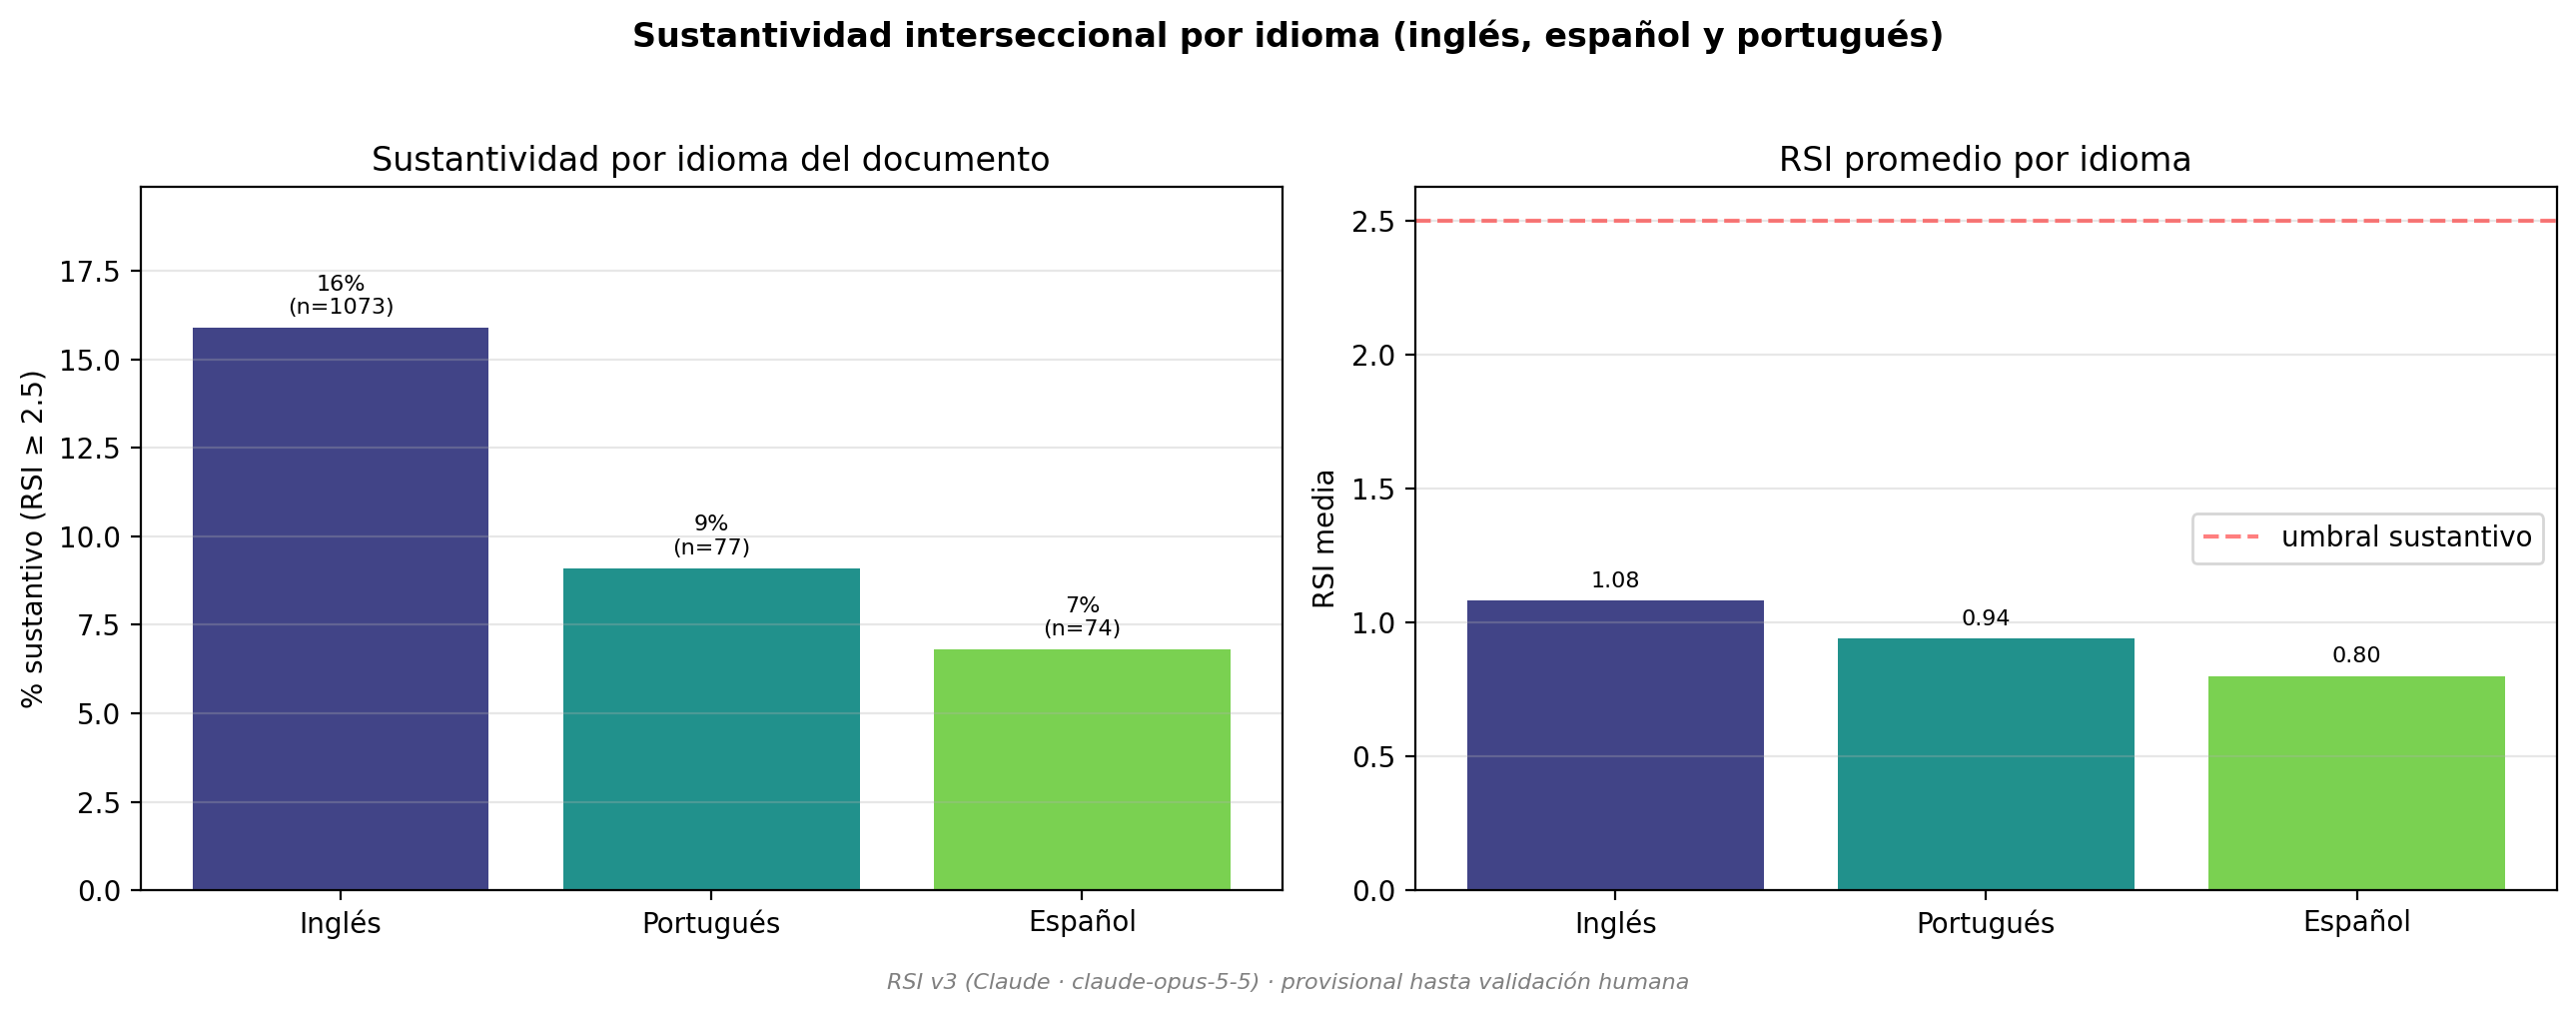 Sustantividad interseccional por idioma (inglés, español y portugués)
Sustantividad por idioma del documento
% sustantivo (RSI ≥ 2.5)
17.5
15.0
12.5
10.0
7.5
5.0
2.5
0.0
16%
(n=1073)
9%
(n=77)
7%
(n=74)
Inglés
Portugués
Español
RSI promedio por idioma
RSI media
2.5
2.0
1.5
1.0
0.5
0.0
umbral sustantivo
1.08
0.94
0.80
Inglés
Portugués
Español
RSI v3 (Claude · claude-opus-5-5) · provisional hasta validación humana